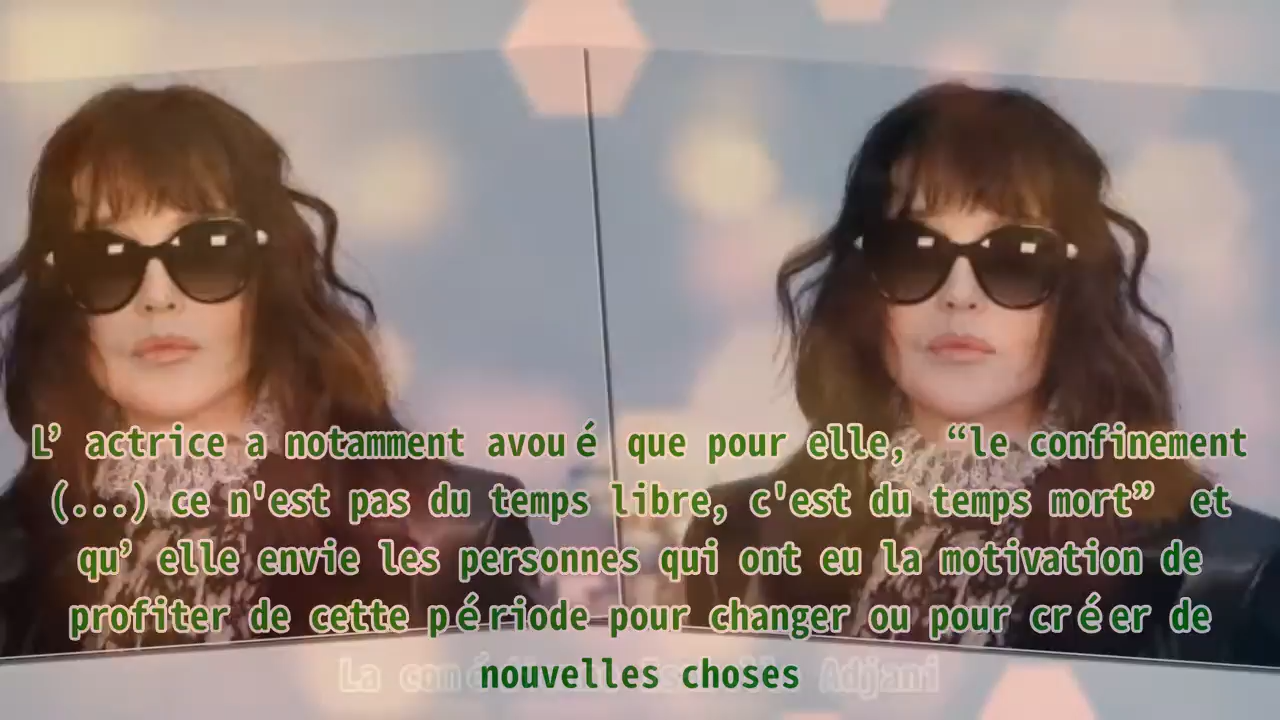 L’ actrice a notamment avoué que pour elle, “le confinement
(...) ce n'est pas du temps libre, c'est du temps mort” et
qu’ elle envie les personnes qui ont eu la motivation de
profiter de cette période pour changer ou pour créer de
nouvelles choses
La Adjani